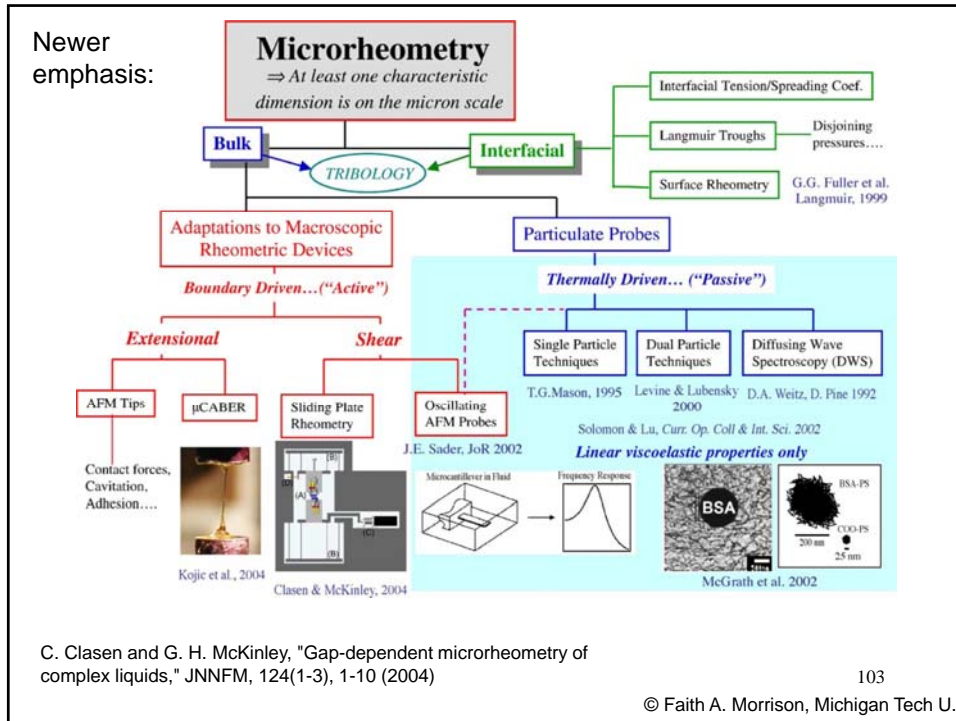 Newer
emphasis:
Microrheometry
⇒ At least one characteristic
dimension is on the micron scale
Bulk
TRIBOLOGY
Interfacial
Interfacial Tension/Spreading Coef.
Langmuir Troughs
Disjoining
pressures….
Surface Rheometry
G.G. Fuller et al.
Langmuir, 1999
Adaptations to Macroscopic
Rheometric Devices
Boundary Driven…("Active")
Extensional
Shear
AFM Tips
μCABER
Sliding Plate
Rheometry
Oscillating
AFM Probes
Contact forces,
Cavitation,
Adhesion….
Kojic et al., 2004
(A)
(B)
(C)
(B)
Clasen & McKinley, 2004
J.E. Sader, JoR 2002
Particulate Probes
Thermally Driven… ("Passive")
Single Particle
Techniques
Dual Particle
Techniques
Diffusing Wave
Spectroscopy (DWS)
T.G.Mason, 1995
Levine & Lubensky
2000
D.A. Weitz, D. Pine 1992
Solomon & Lu, Curr. Op. Coll & Int. Sci. 2002
Linear viscoelastic properties only
Microcantillever in Fluid
Frequency Response
BSA
BSA-PS
COO-PS
200 nm
25 nm
McGrath et al. 2002
C. Clasen and G. H. McKinley, "Gap-dependent microrheometry of
complex liquids," JNNFM, 124(1-3), 1-10 (2004)
103
© Faith A. Morrison, Michigan Tech U.